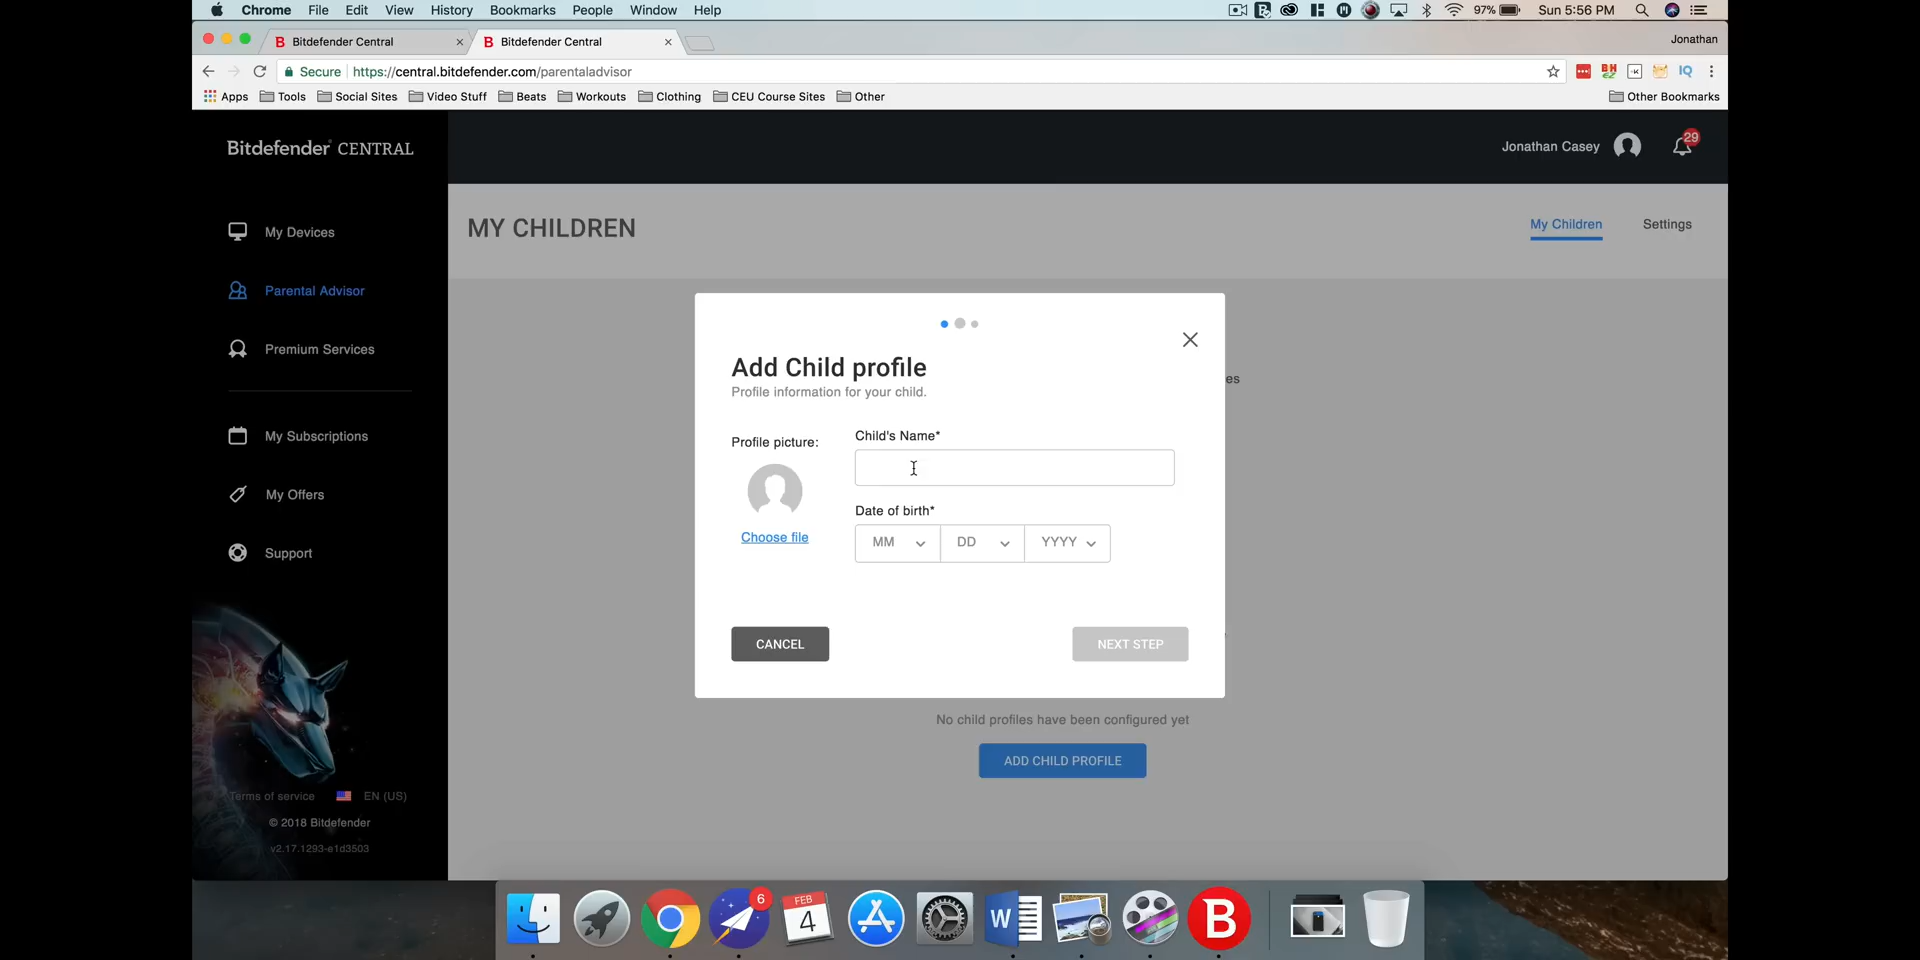 Chrome File Edit View History Bookmarks People Window Help 97% Sun 5:56 PM
Bitdefender Central Bitdefender Central Jonathan
Secure https://central.bitdefender.com/parentaladvisor
Apps Tools Social Sites Video Stuff Beats Workouts Clothing CEU Course Sites Other Other Bookmarks
Bitdefender CENTRAL
Jonathan Casey 29
My Devices
Parental Advisor
Premium Services
My Subscriptions
My Offers
Support
Terms of service EN (US)
© 2018 Bitdefender
v2.17.1293-e1d3503
MY CHILDREN
My Children Settings
es
Add Child profile
Profile information for your child.
Profile picture:
Choose file
Child's Name*
Date of birth*
MM DD YYYY
CANCEL NEXT STEP
No child profiles have been configured yet
ADD CHILD PROFILE
6
FEB
4
W
B